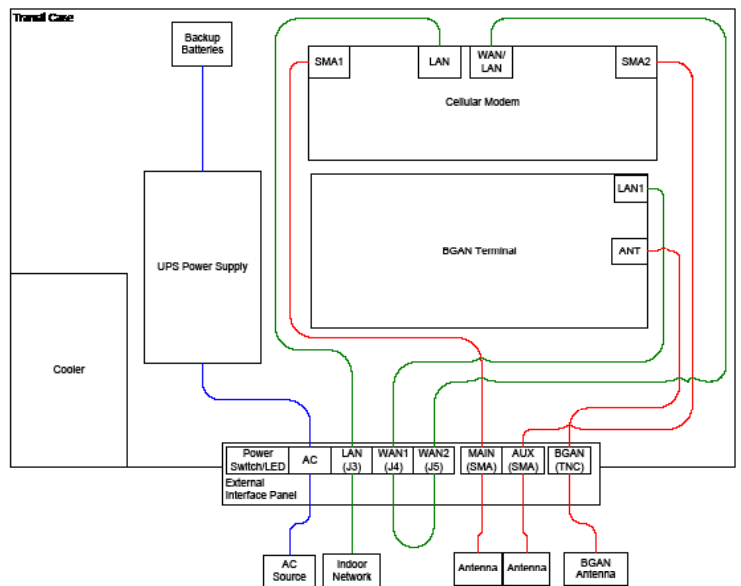 Transit Case
Backup
Batteries
SMA1
LAN
WAN/
LAN
SMA2
Cellular Modem
LAN1
ANT
BGAN Terminal
UPS Power Supply
Cooler
Power
Switch/LED
AC
LAN
(J3)
WAN1
(J4)
WAN2
(J5)
MAIN
(SMA)
AUX
(SMA)
BGAN
(TNC)
External
Interface Panel
AC
Source
Indoor
Network
Antenna
Antenna
BGAN
Antenna